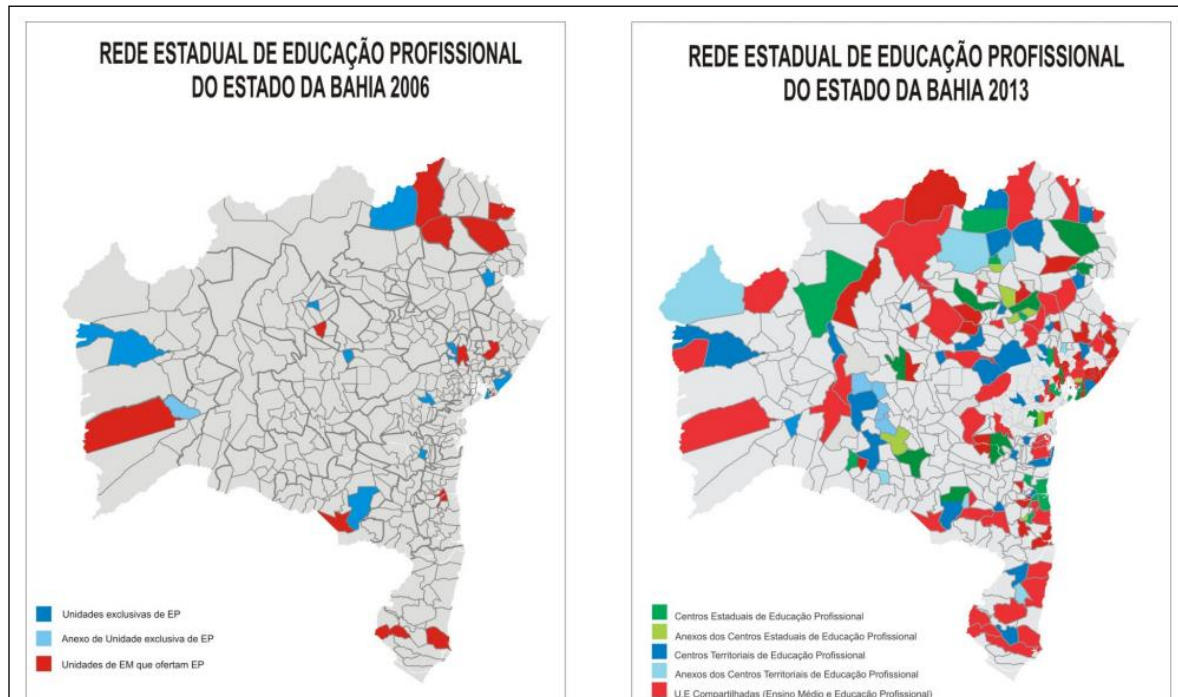 REDE ESTADUAL DE EDUCAÇÃO PROFISSIONAL
DO ESTADO DA BAHIA 2006
Unidades exclusivas de EP
Anexo de Unidade exclusiva de EP
Unidades de EM que ofertam EP
REDE ESTADUAL DE EDUCAÇÃO PROFISSIONAL
DO ESTADO DA BAHIA 2013
Centros Estaduais de Educação Profissional
Anexos dos Centros Estaduais de Educação Profissional
Centros Territoriais de Educação Profissional
Anexos dos Centros Territoriais de Educação Profissional
U.E Compartilhadas (Ensino Médio e Educação Profissional)